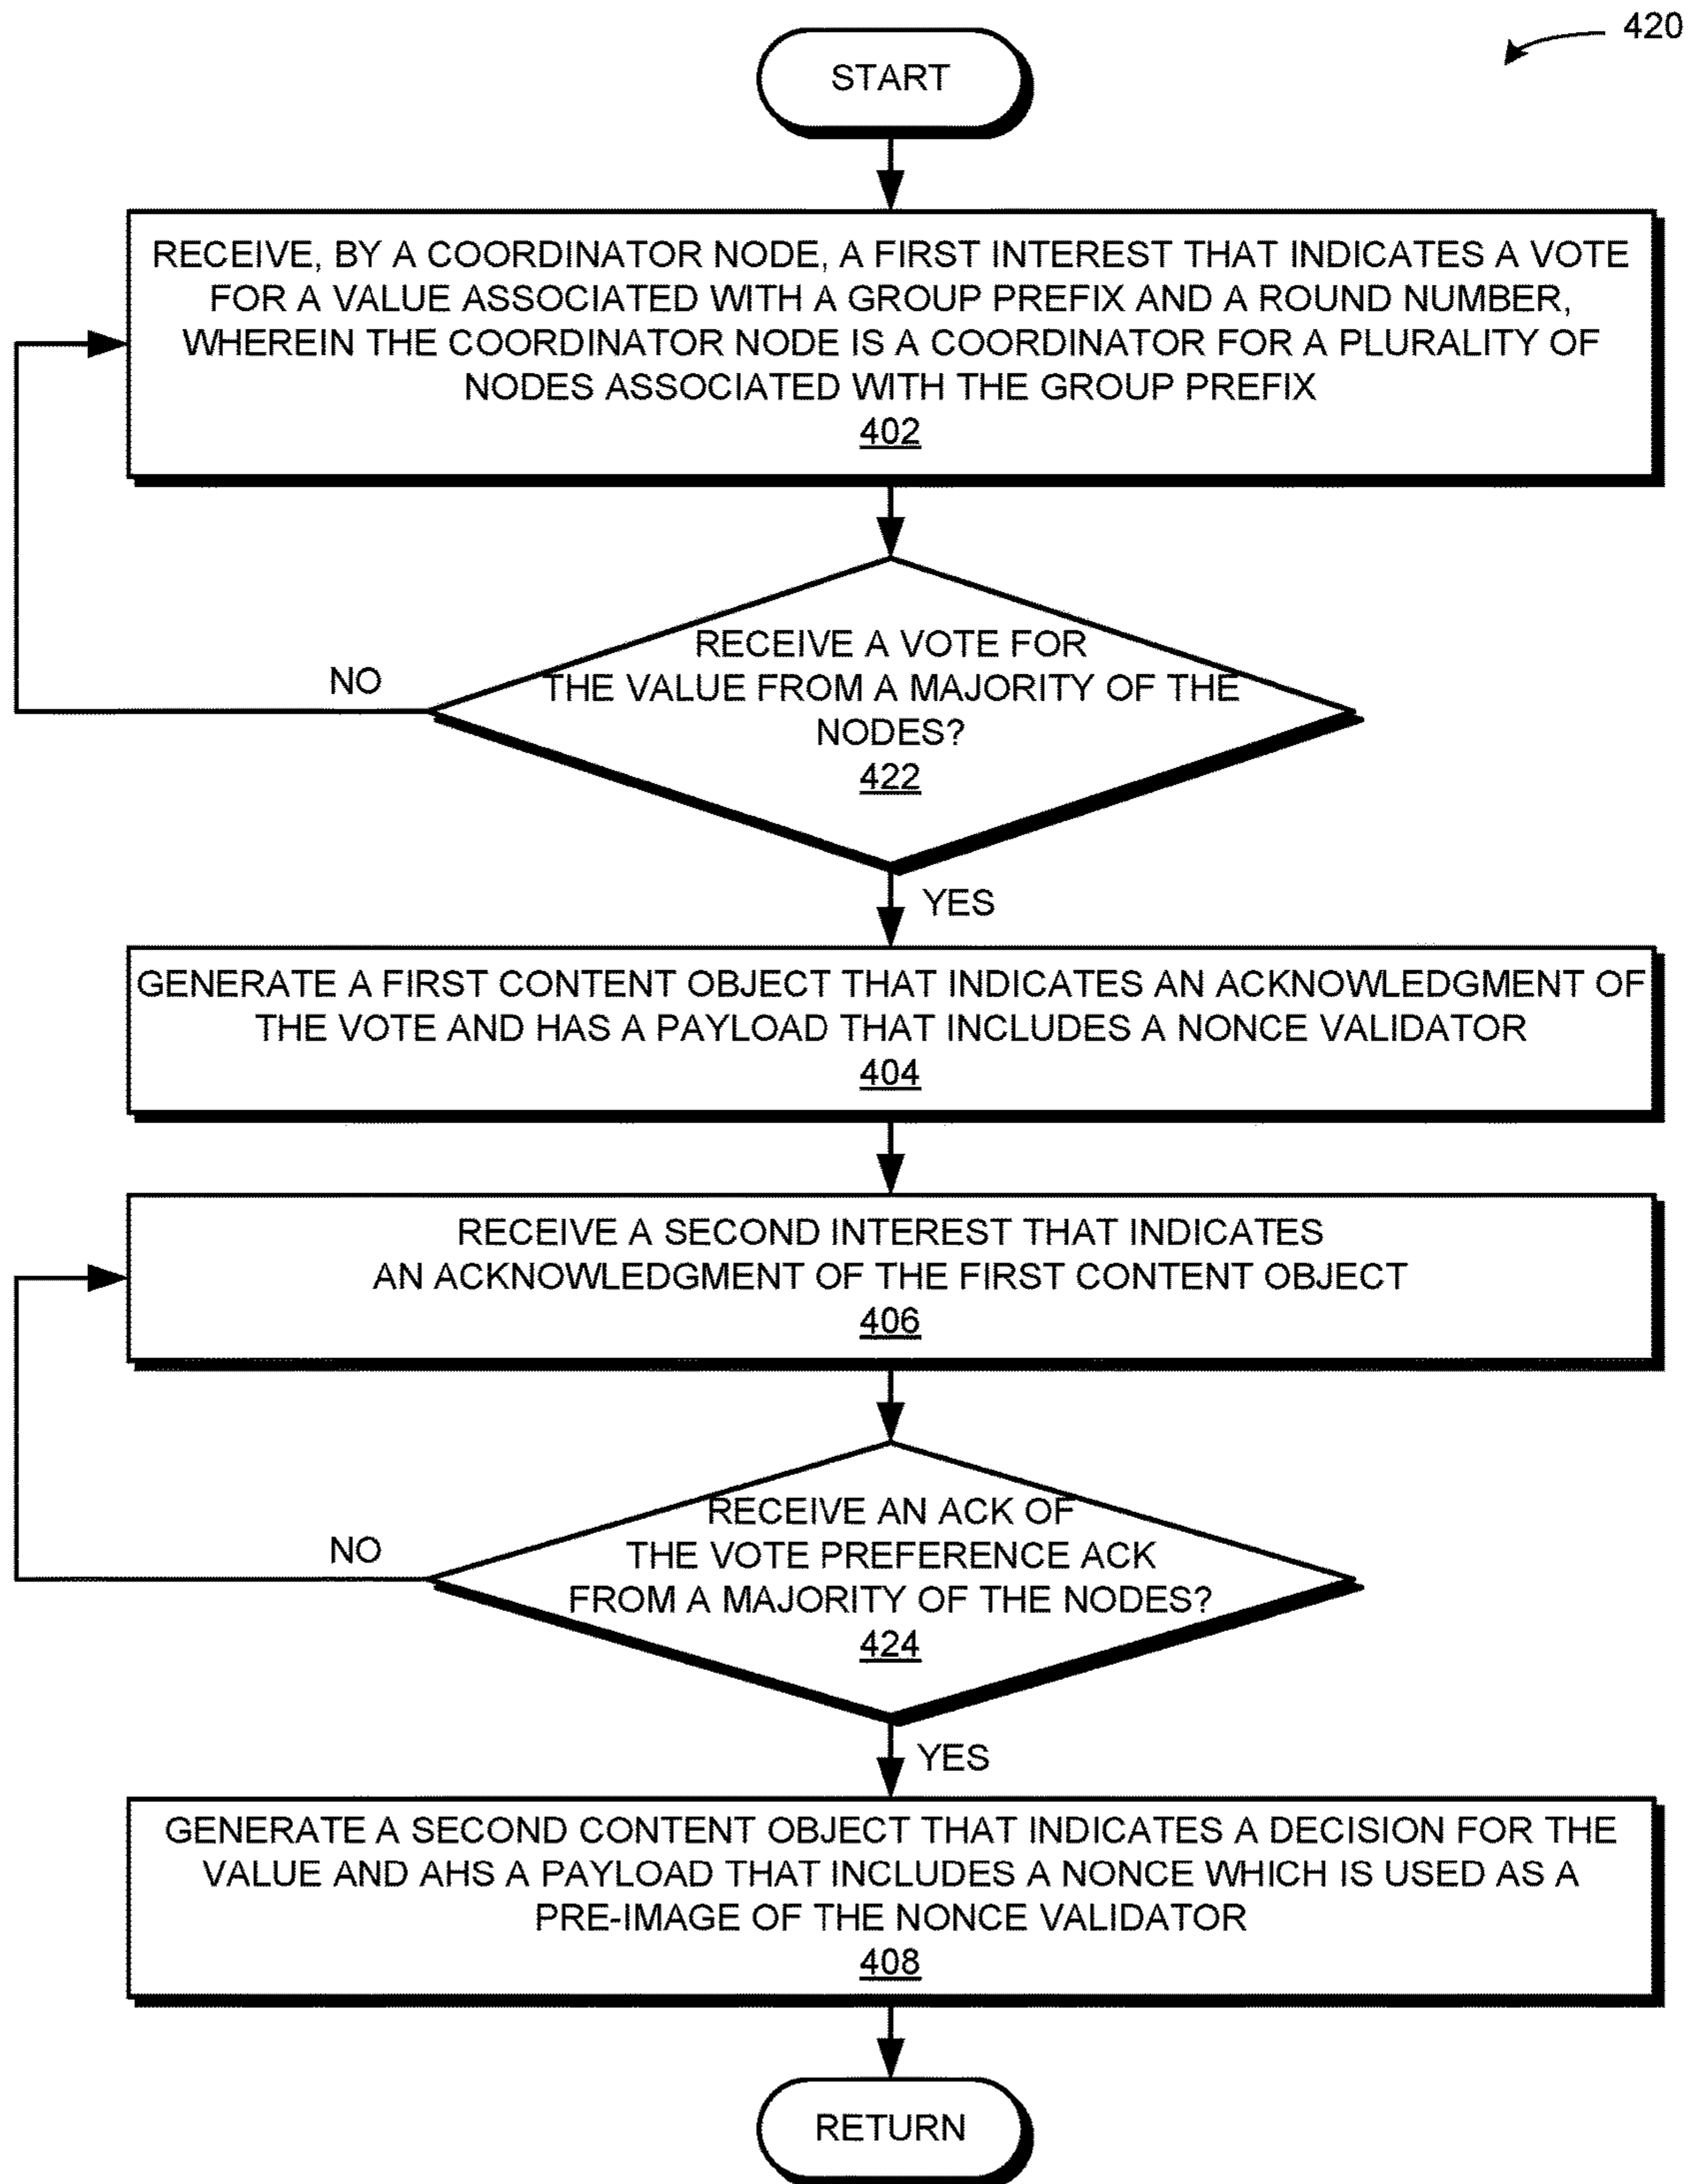 420
START
RECEIVE, BY A COORDINATOR NODE, A FIRST INTEREST THAT INDICATES A VOTE
FOR A VALUE ASSOCIATED WITH A GROUP PREFIX AND A ROUND NUMBER,
WHEREIN THE COORDINATOR NODE IS A COORDINATOR FOR A PLURALITY OF
NODES ASSOCIATED WITH THE GROUP PREFIX
402
RECEIVE A VOTE FOR
THE VALUE FROM A MAJORITY OF THE
NODES?
422
NO
YES
GENERATE A FIRST CONTENT OBJECT THAT INDICATES AN ACKNOWLEDGMENT OF
THE VOTE AND HAS A PAYLOAD THAT INCLUDES A NONCE VALIDATOR
404
RECEIVE A SECOND INTEREST THAT INDICATES
AN ACKNOWLEDGMENT OF THE FIRST CONTENT OBJECT
406
RECEIVE AN ACK OF
THE VOTE PREFERENCE ACK
FROM A MAJORITY OF THE NODES?
424
NO
YES
GENERATE A SECOND CONTENT OBJECT THAT INDICATES A DECISION FOR THE
VALUE AND AHS A PAYLOAD THAT INCLUDES A NONCE WHICH IS USED AS A
PRE-IMAGE OF THE NONCE VALIDATOR
408
RETURN